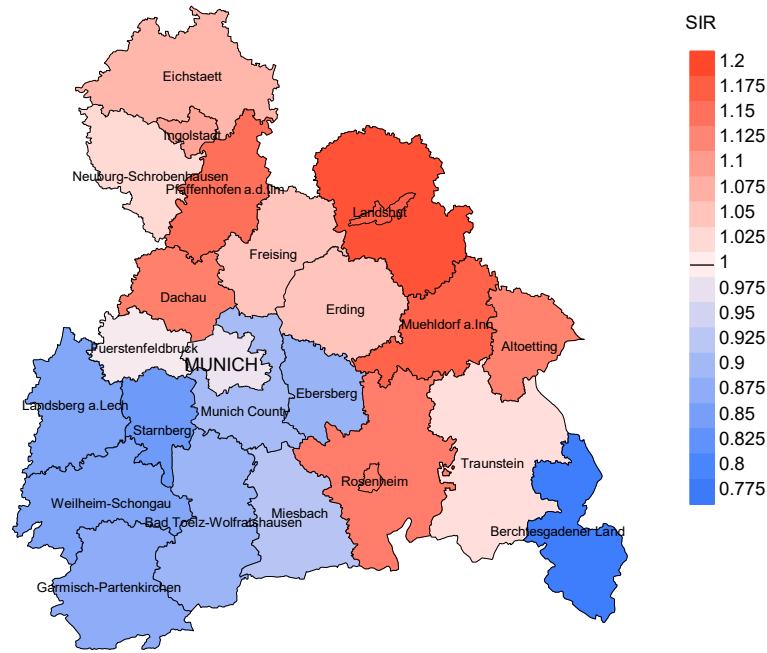 SIR
1.2
1.175
1.15
1.125
1.1
1.075
1.05
1.025
1
0.975
0.95
0.925
0.9
0.875
0.85
0.825
0.8
0.775
Eichstaett
Ingolstadt
Neuburg-Schrobenhausen
Pfaffenhofen a.d.Ilm
Landshut
Freising
Dachau
Erding
Muehldorf a.Inn
Altoetting
Fuerstenfeldbruck
MUNICH
Ebersberg
Landsberg a.Lech
Munich County
Starnberg
Traunstein
Rosenheim
Weilheim-Schongau
Miesbach
Bad Toelz-Wolfratshausen
Berchtesgadener Land
Garmisch-Partenkirchen